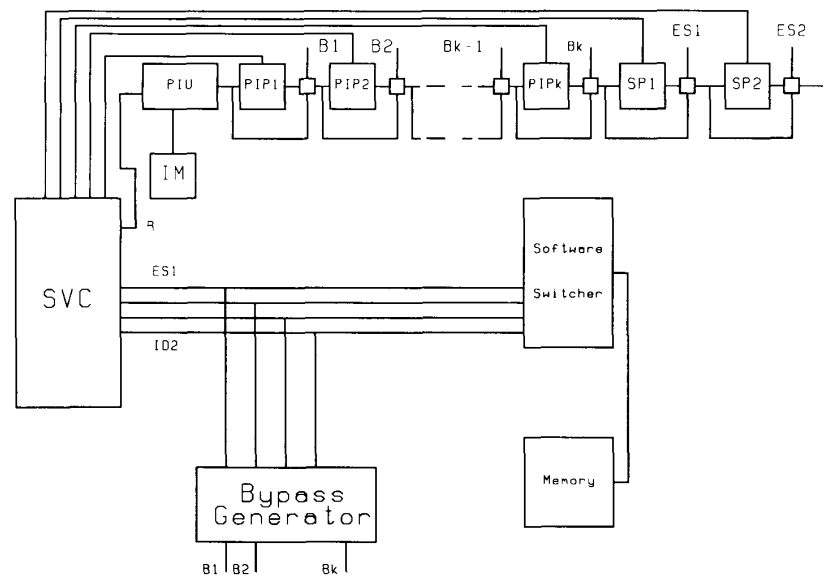 B1 B2 Bk-1 Bk ES1 ES2
PIU PIP1 PIP2 PIPk SP1 SP2
IM
R
SVC
ES1
ID2
Software
Switcher
Bypass
Generator
Memory
B1 B2 Bk